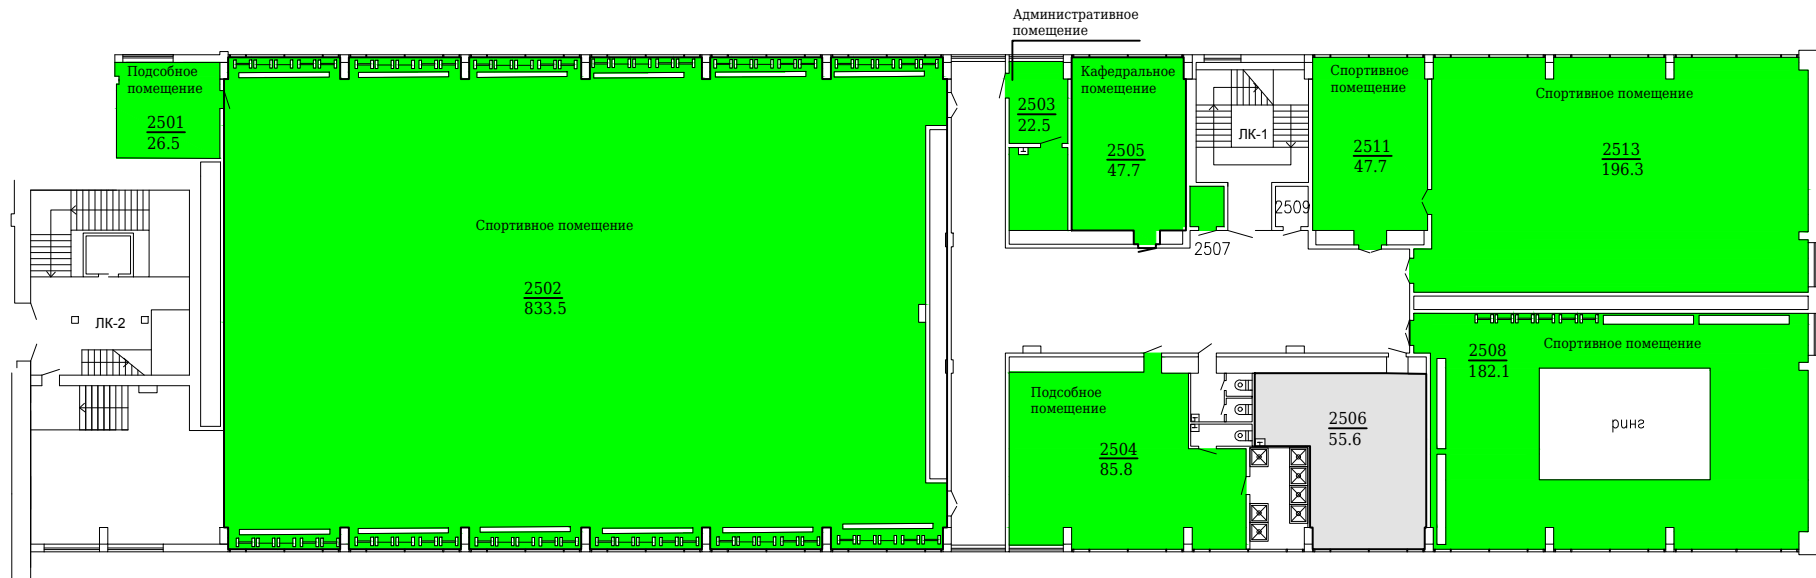 Административное
помещение
Подсобное
помещение
2501
26.5
Спортивное помещение
2502
833.5
ЛК-2
2503
22.5
Кафедральное
помещение
2505
47.7
ЛК-1
2507
2509
Спортивное
помещение
2511
47.7
Спортивное помещение
2513
196.3
Подсобное
помещение
2504
85.8
2506
55.6
2508
182.1
Спортивное помещение
ринг